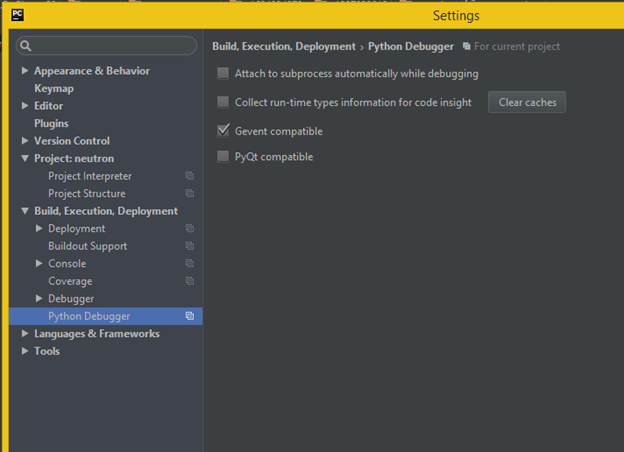 PC
Settings
Build, Execution, Deployment › Python Debugger For current project
Appearance & Behavior
Keymap
Editor
Plugins
Version Control
Project: neutron
Project Interpreter
Project Structure
Build, Execution, Deployment
Deployment
Buildout Support
Console
Coverage
Debugger
Python Debugger
Languages & Frameworks
Tools
Attach to subprocess automatically while debugging
Collect run-time types information for code insight Clear caches
Gevent compatible
PyQt compatible